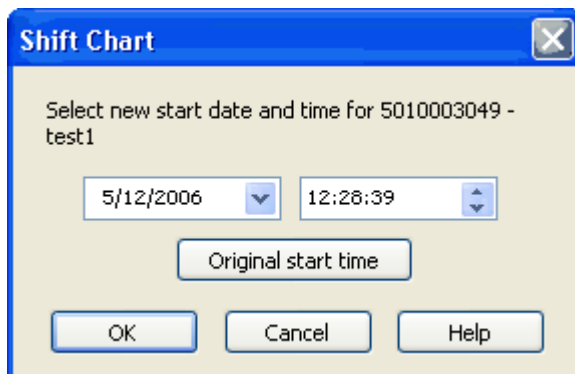 Shift Chart
Select new start date and time for 5010003049 -
test1
5/12/2006 12:28:39
Original start time
OK Cancel Help